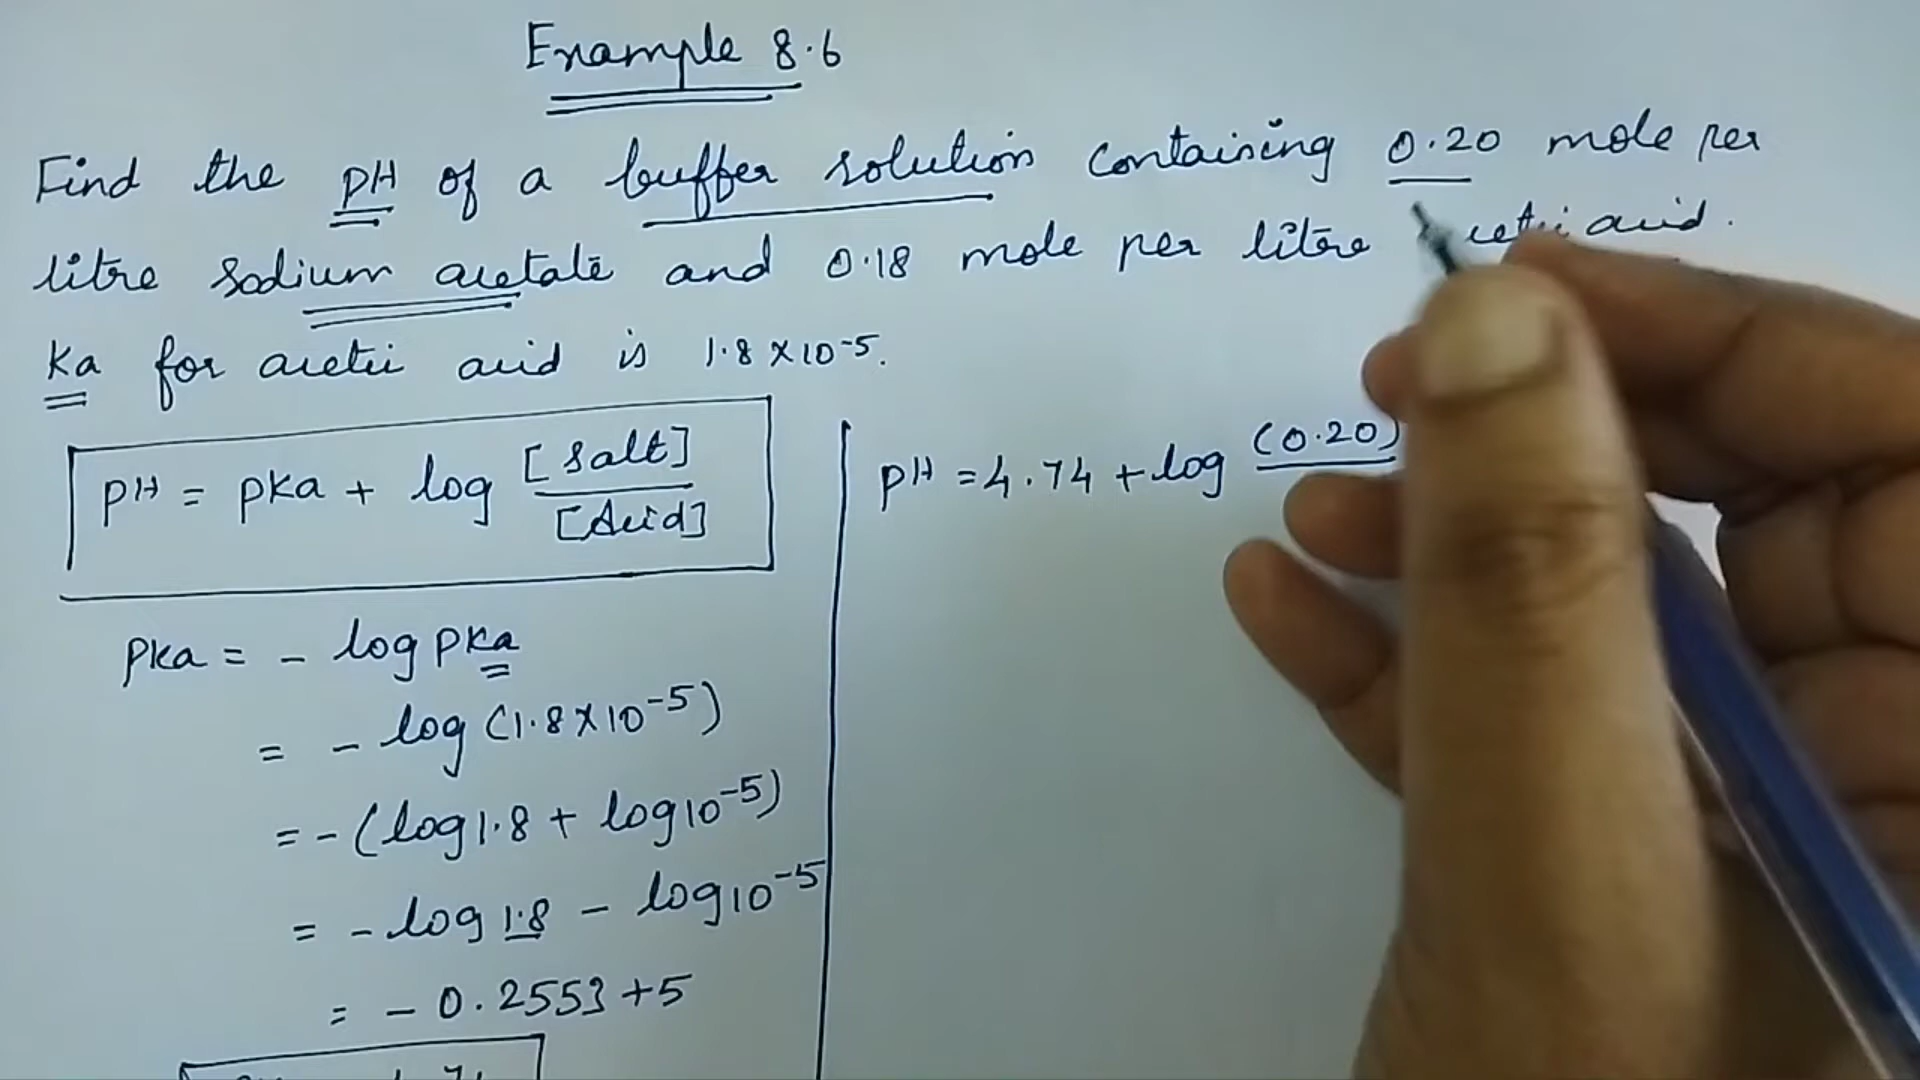 Example 8.6
Find the pH of a buffer solution containing 0.20 mole per
litre sodium acetate and 0.18 mole per litre acetic acid.
Ka for acetic acid is 1.8 × 10⁻⁵.
pH = pka + log [Salt]/[Acid]
pH = 4.74 + log (0.20)
pka = - log pka
= - log (1.8 × 10⁻⁵)
= - (log 1.8 + log 10⁻⁵)
= - log 1.8 - log 10⁻⁵
= - 0.2553 + 5